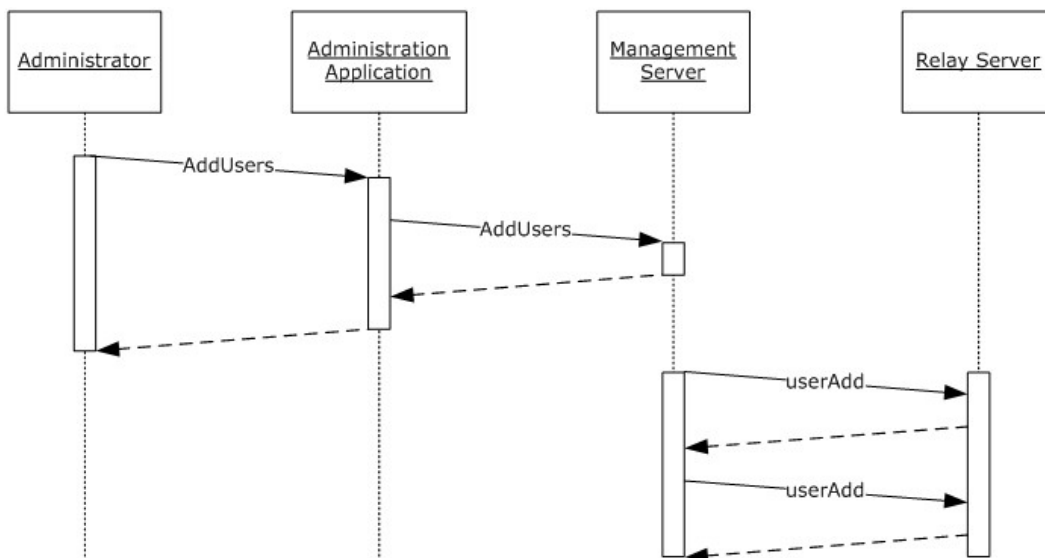 Administrator
Administration
Application
Management
Server
Relay Server
AddUsers
AddUsers
userAdd
userAdd